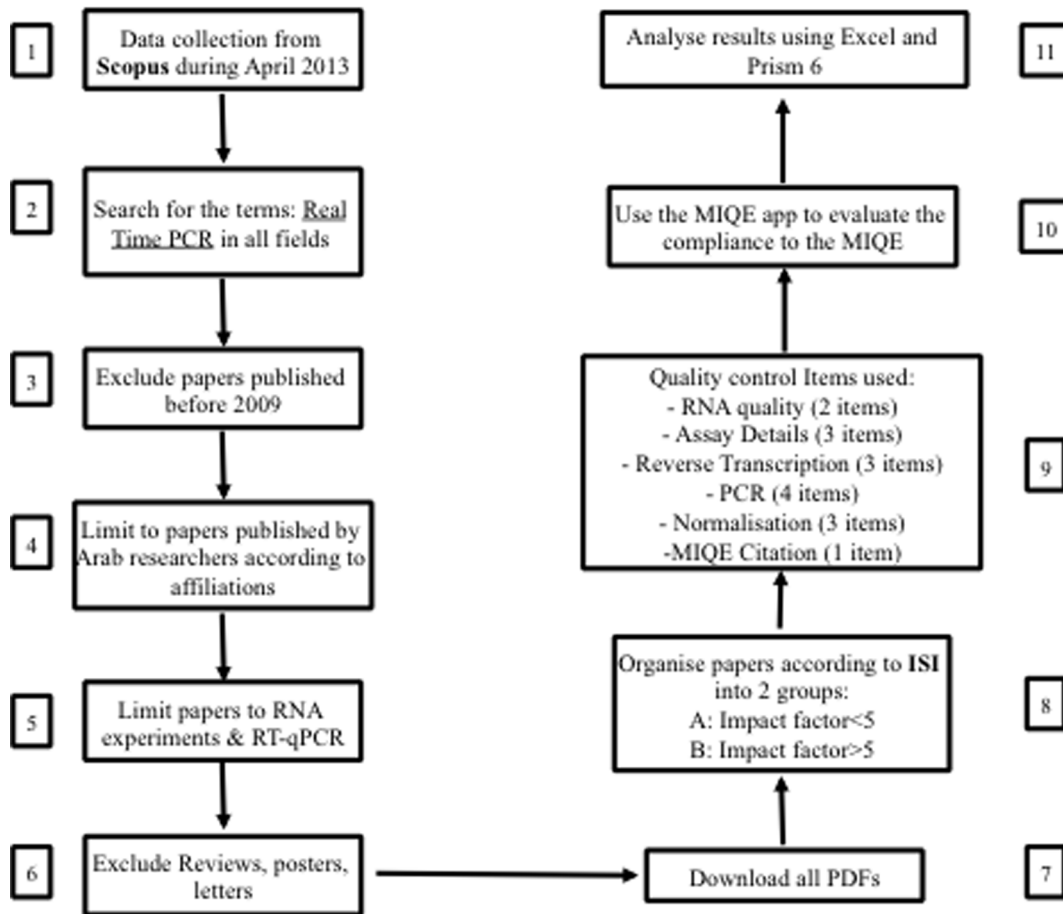 1
Data collection from
Scopus during April 2013
2
Search for the terms: Real
Time PCR in all fields
3
Exclude papers published
before 2009
4
Limit to papers published by
Arab researchers according to
affiliations
5
Limit papers to RNA
experiments & RT-qPCR
6
Exclude Reviews, posters,
letters
7
Download all PDFs
8
Organise papers according to ISI
into 2 groups:
A: Impact factor<5
B: Impact factor>5
9
Quality control Items used:
- RNA quality (2 items)
- Assay Details (3 items)
- Reverse Transcription (3 items)
- PCR (4 items)
- Normalisation (3 items)
-MIQE Citation (1 item)
10
Use the MIQE app to evaluate the
compliance to the MIQE
11
Analyse results using Excel and
Prism 6